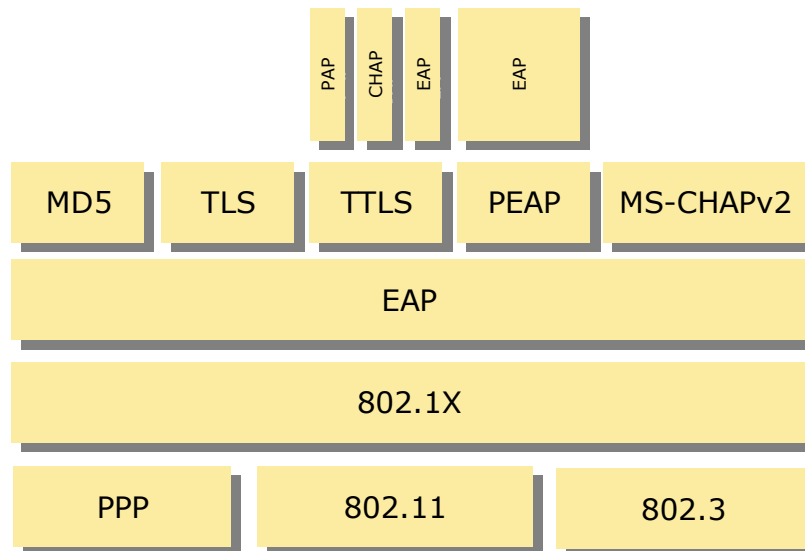 PAP
CHAP
EAP
EAP
MD5
TLS
TTLS
PEAP
MS-CHAPv2
EAP
802.1X
PPP
802.11
802.3